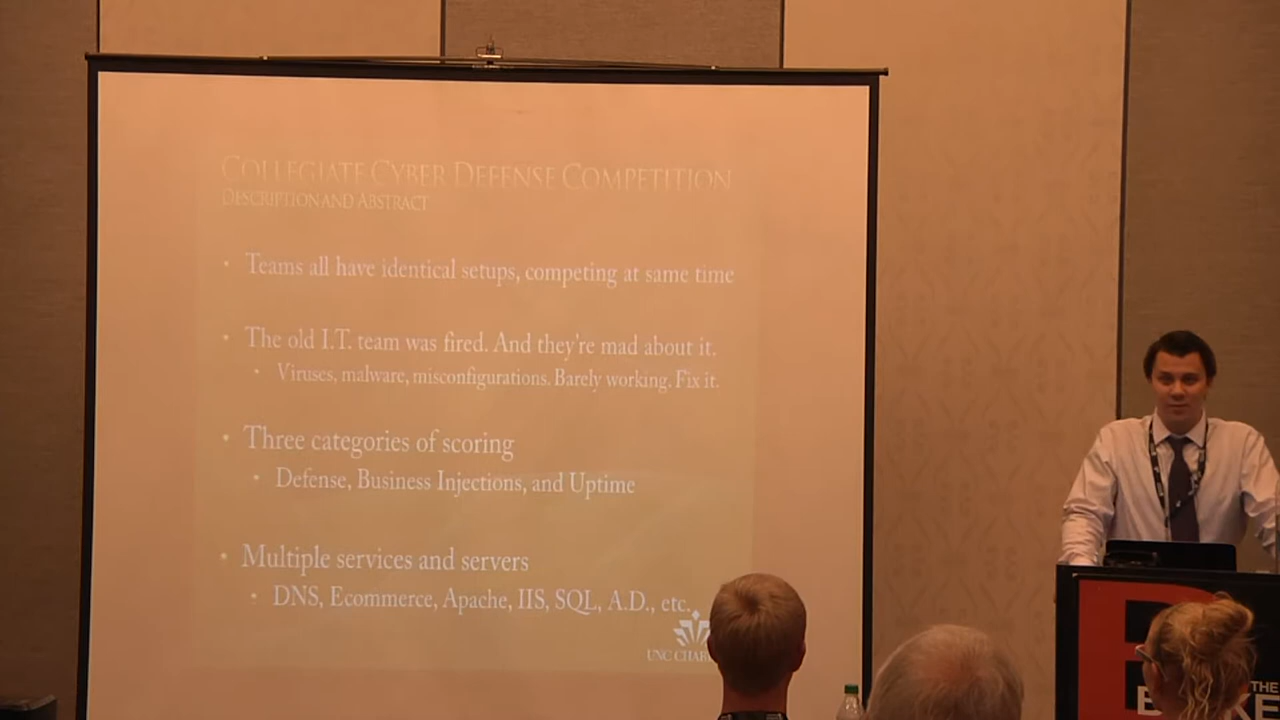 COLLEGIATE CYBER DEFENSE COMPETITION
DESCRIPTION AND ABSTRACT
• Teams all have identical setups, competing at same time
• The old I.T. team was fired. And they're mad about it.
• Viruses, malware, misconfigurations. Barely working. Fix it.
• Three categories of scoring
• Defense, Business Injections, and Uptime
• Multiple services and servers
• DNS, Ecommerce, Apache, IIS, SQL, A.D., etc.
UNC CHAR
THE